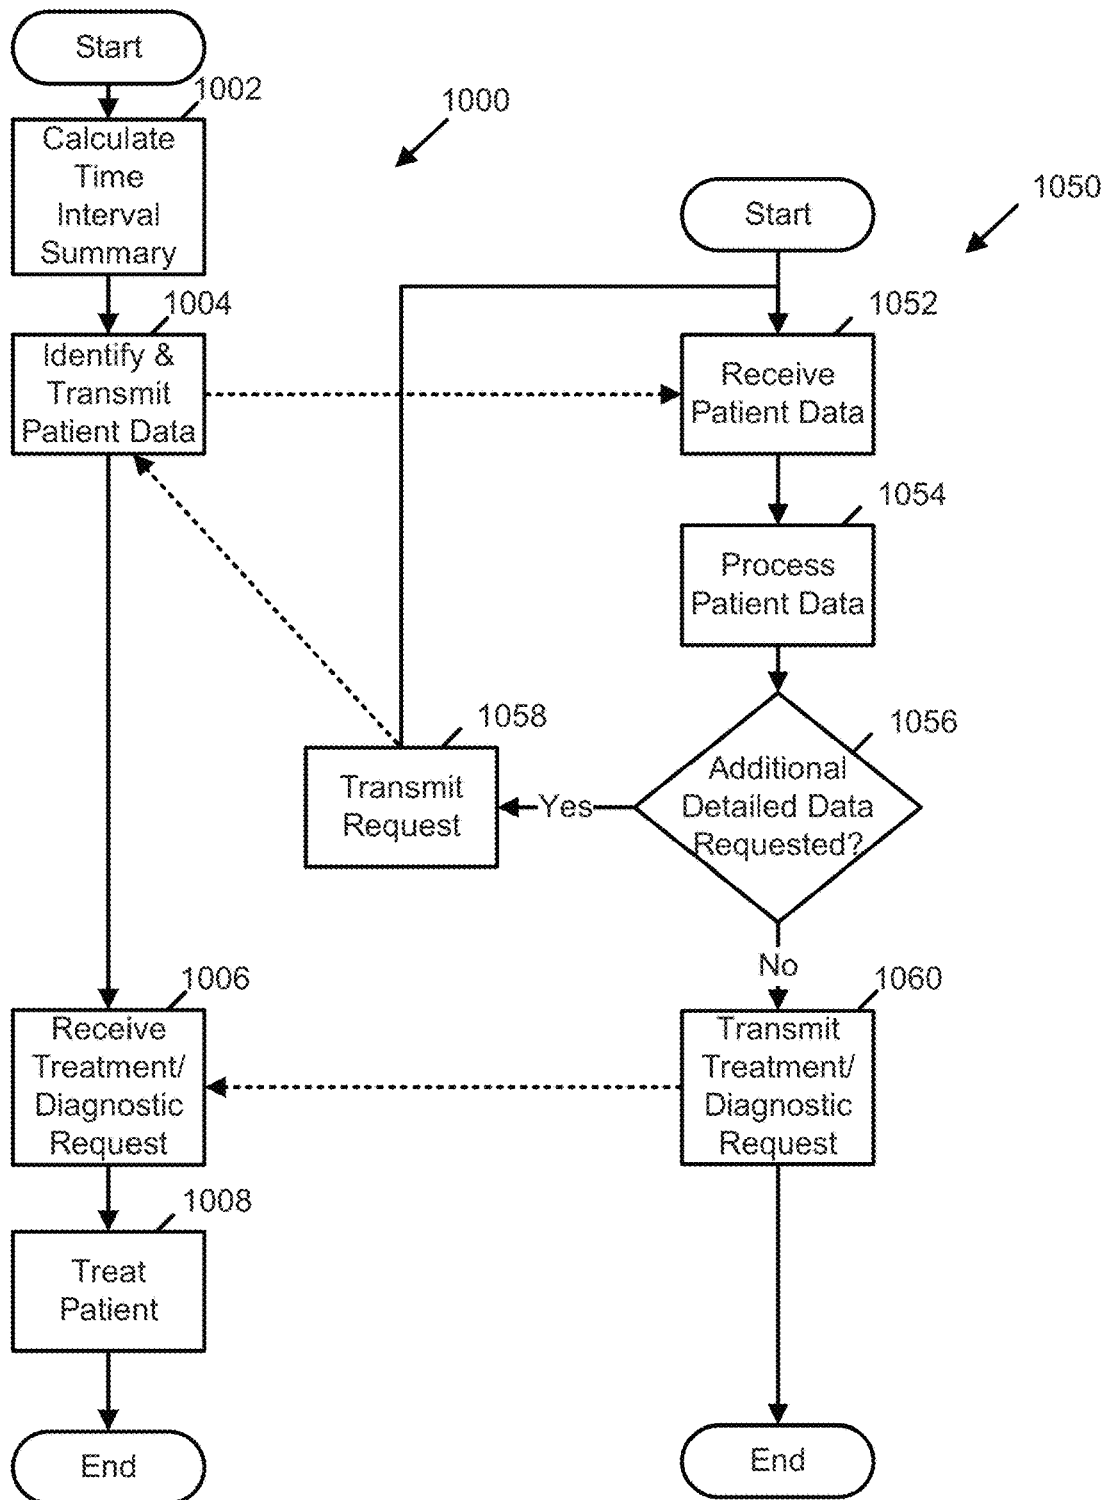 Start
1002
Calculate
Time
Interval
Summary
1004
Identify &
Transmit
Patient Data
1006
Receive
Treatment/
Diagnostic
Request
1008
Treat
Patient
End
1000
1050
Start
1052
Receive
Patient Data
1054
Process
Patient Data
1056
Additional
Detailed Data
Requested?
Yes
1058
Transmit
Request
No
1060
Transmit
Treatment/
Diagnostic
Request
End